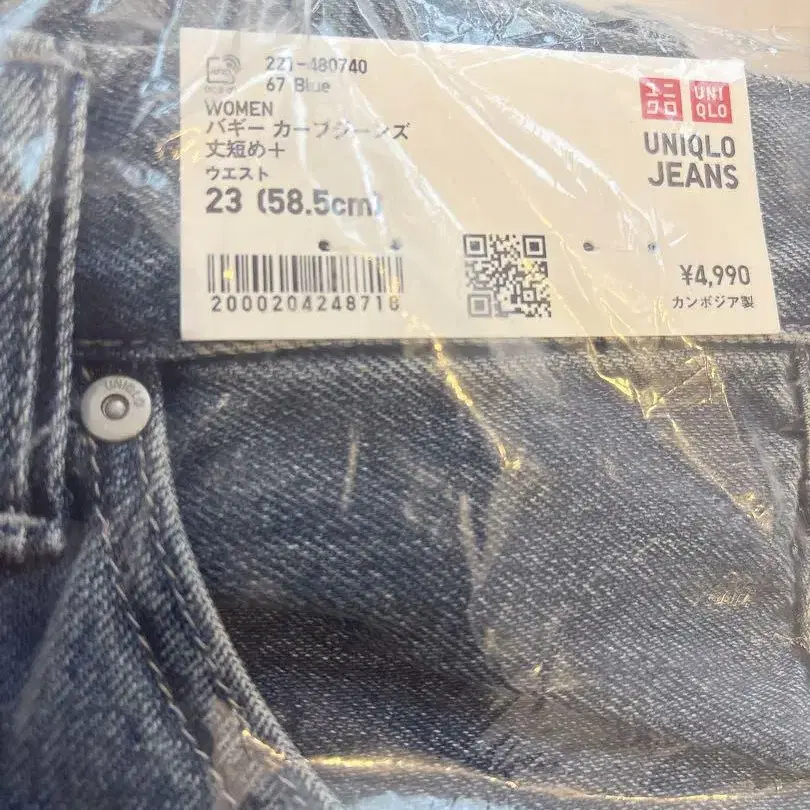 221-480740
67 Blue
WOMEN
バギー カーブジーンズ
丈短め＋
ウエスト
23 (58.5cm)
2000204248718
ユニ
クロ
UNI
QLO
UNIQLO
JEANS
¥4,990
カンボジア製
UNIQLO